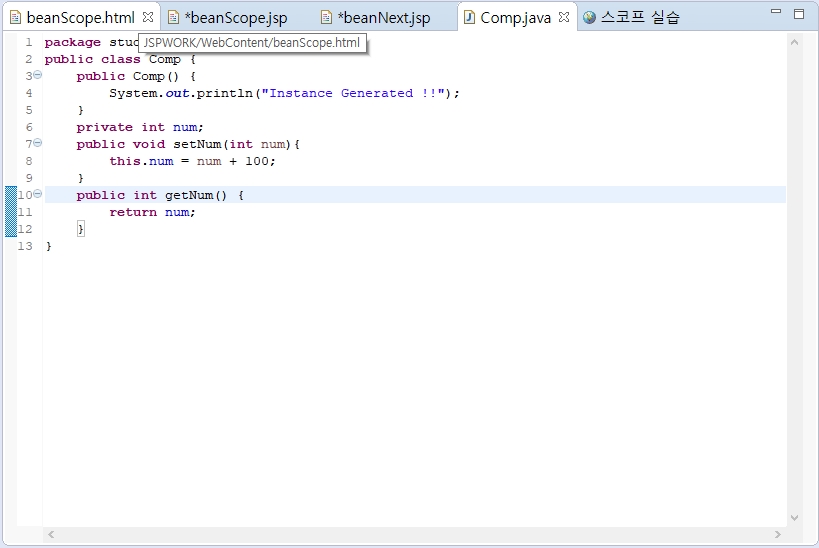 beanScope.html *beanScope.jsp *beanNext.jsp Comp.java 스코프 실습
JSPWORK/WebContent/beanScope.html
1 package
2 public class Comp {
3 public Comp() {
4 System.out.println("Instance Generated !!");
5 }
6 private int num;
7 public void setNum(int num){
8 this.num = num + 100;
9 }
10 public int getNum() {
11 return num;
12 }
13 }